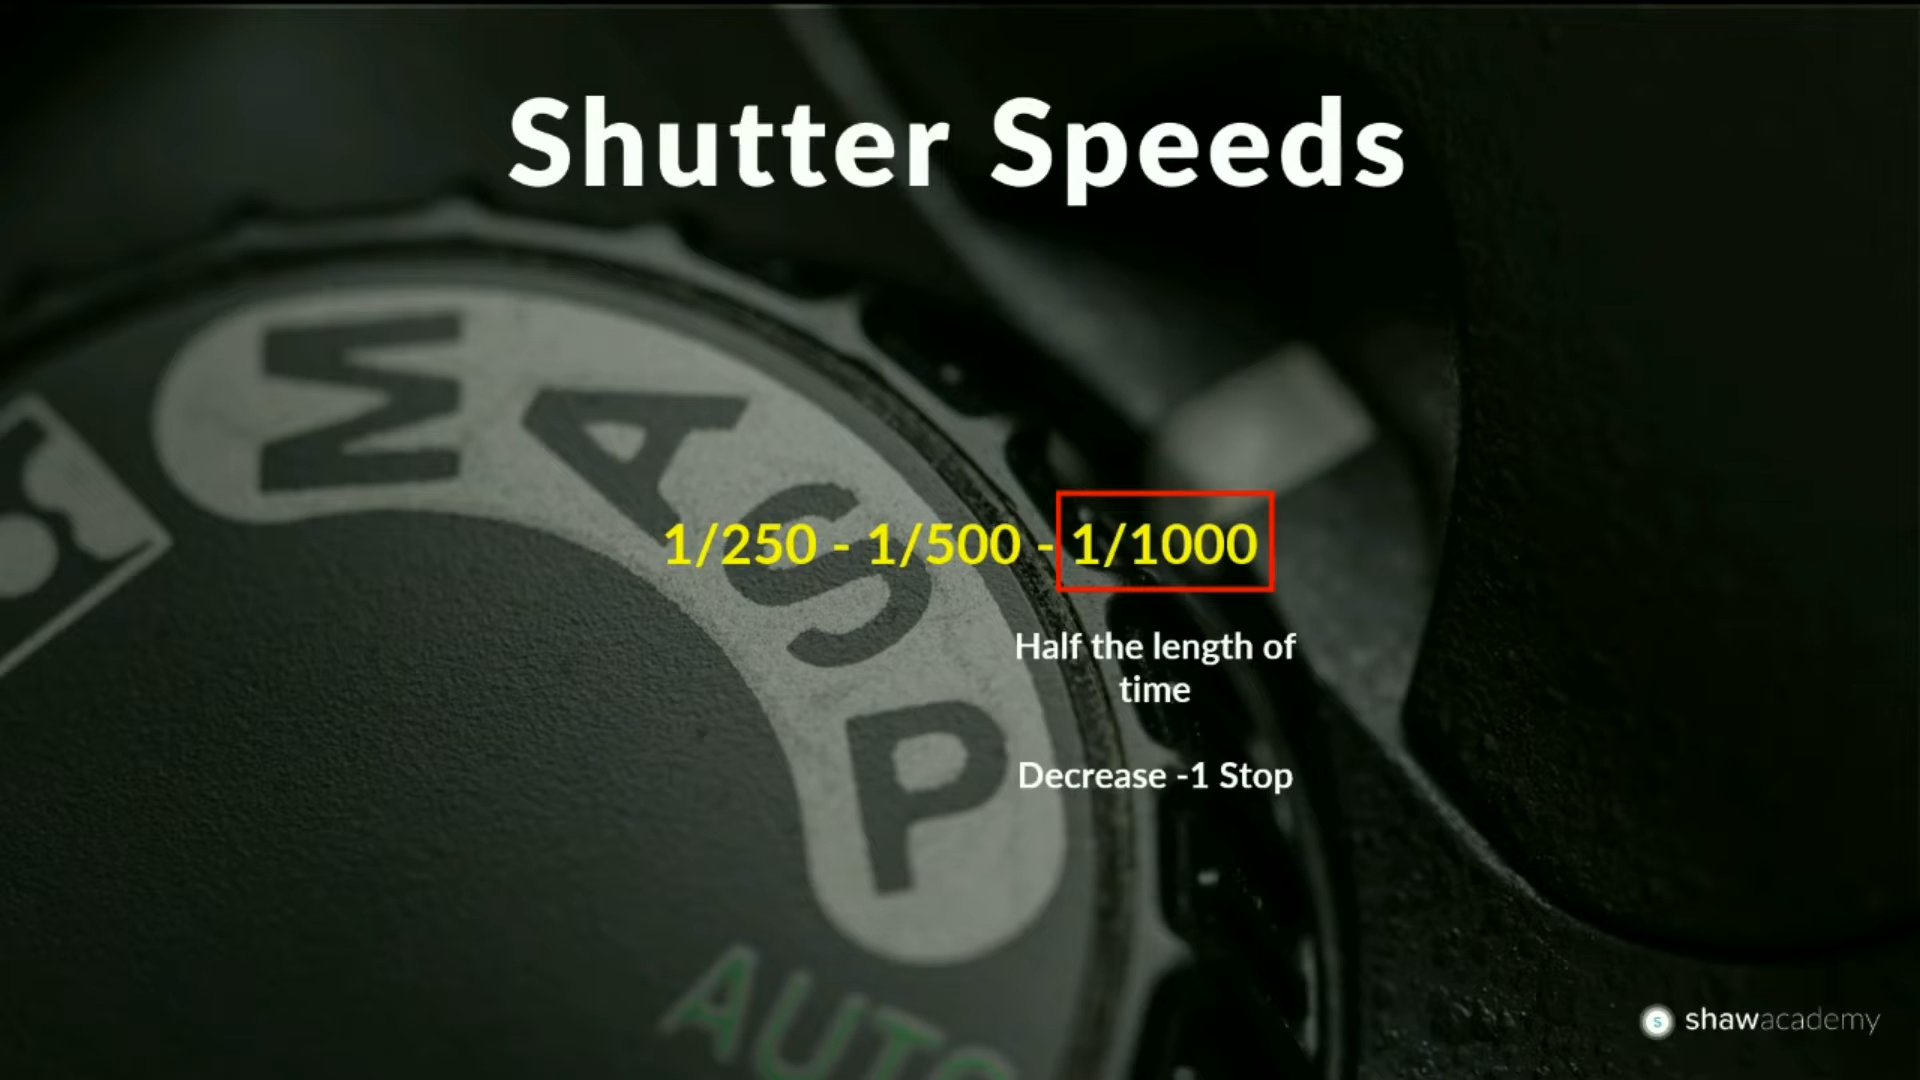 Shutter Speeds
M
A
S
P
1/250 - 1/500 - 1/1000
Half the length of
time
Decrease -1 Stop
AUTO
s shawacademy